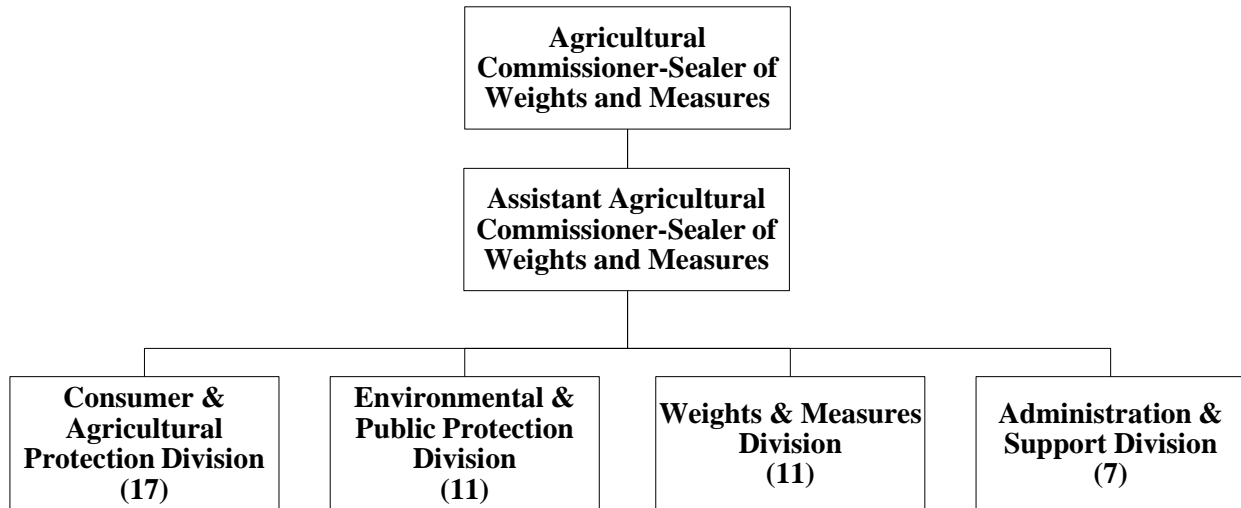 Agricultural
Commissioner-Sealer of
Weights and Measures
Assistant Agricultural
Commissioner-Sealer of
Weights and Measures
Consumer &
Agricultural
Protection Division
(17)
Environmental &
Public Protection
Division
(11)
Weights & Measures
Division
(11)
Administration &
Support Division
(7)